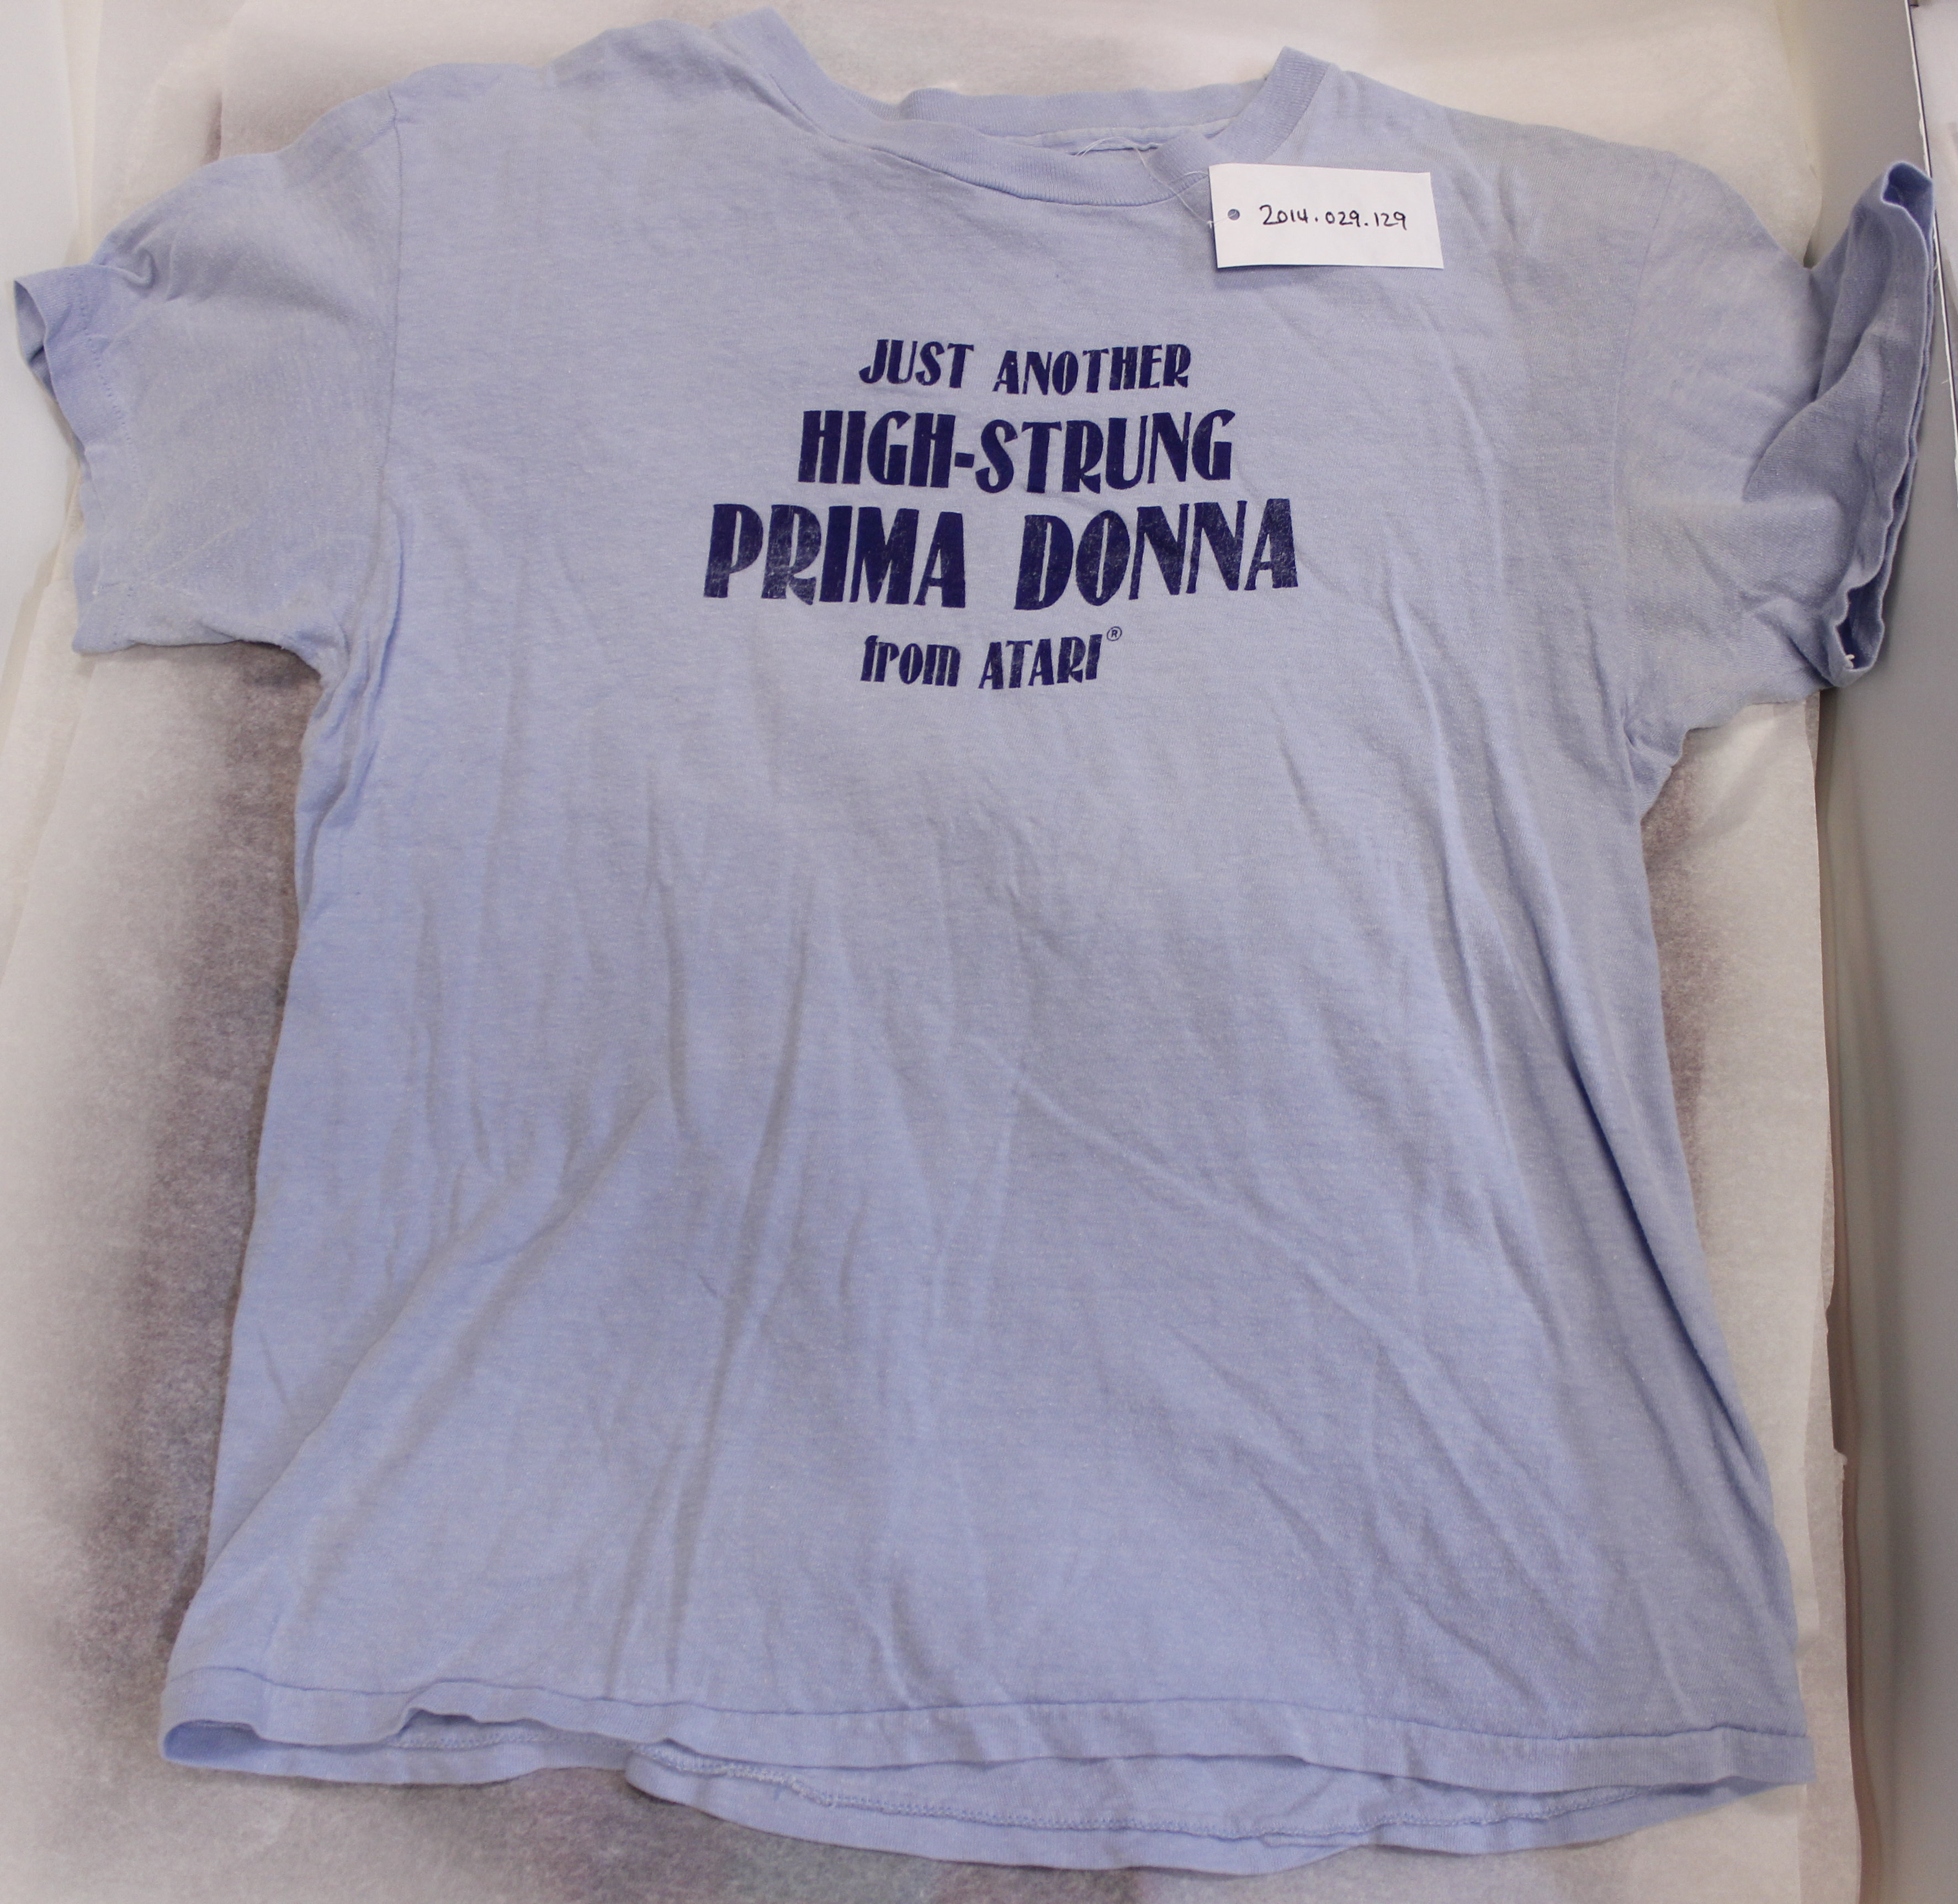 2014.029.129
JUST ANOTHER
HIGH-STRUNG
PRIMA DONNA
from ATARI®